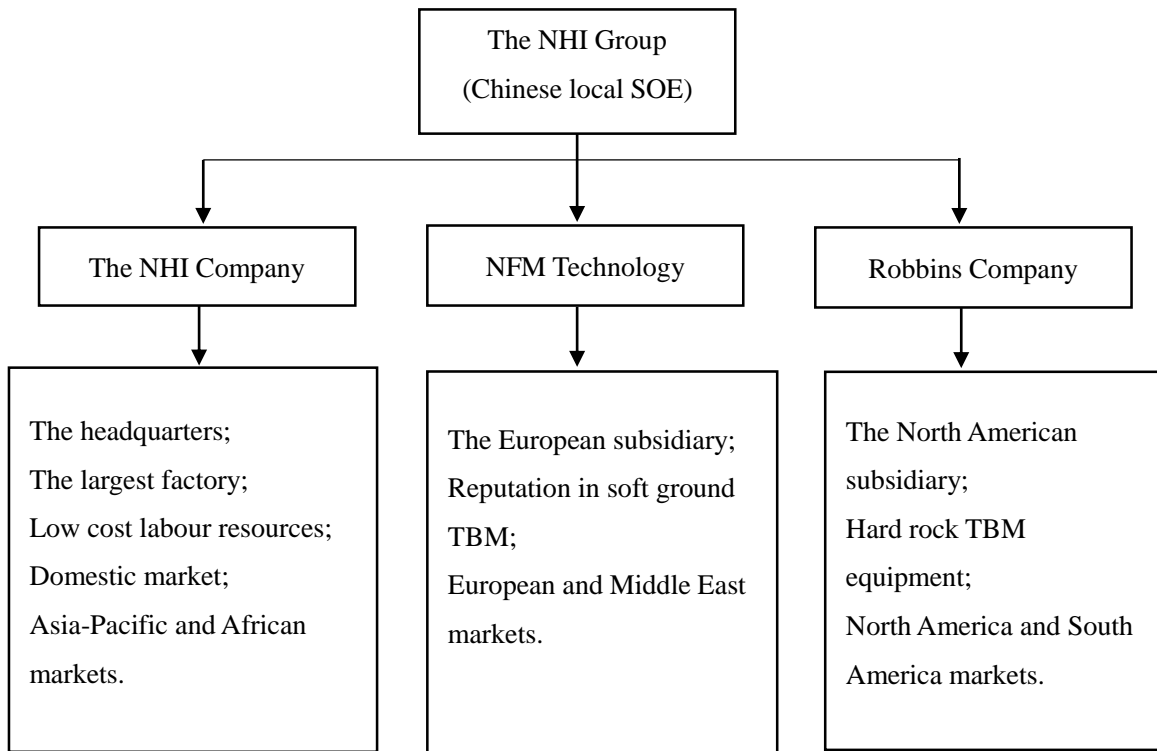 The NHI Group
(Chinese local SOE)
The NHI Company
NFM Technology
Robbins Company
The headquarters;
The largest factory;
Low cost labour resources;
Domestic market;
Asia-Pacific and African
markets.
The European subsidiary;
Reputation in soft ground
TBM;
European and Middle East
markets.
The North American
subsidiary;
Hard rock TBM
equipment;
North America and South
America markets.